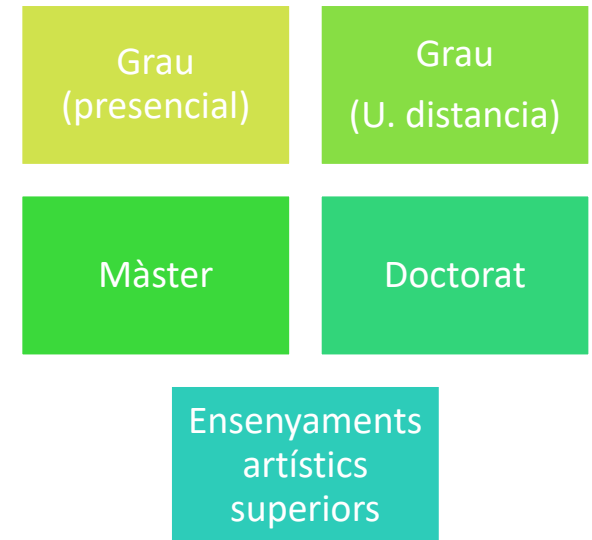 Grau
(presencial)
Grau
(U. distancia)
Màster
Doctorat
Ensenyaments
artístics
superiors